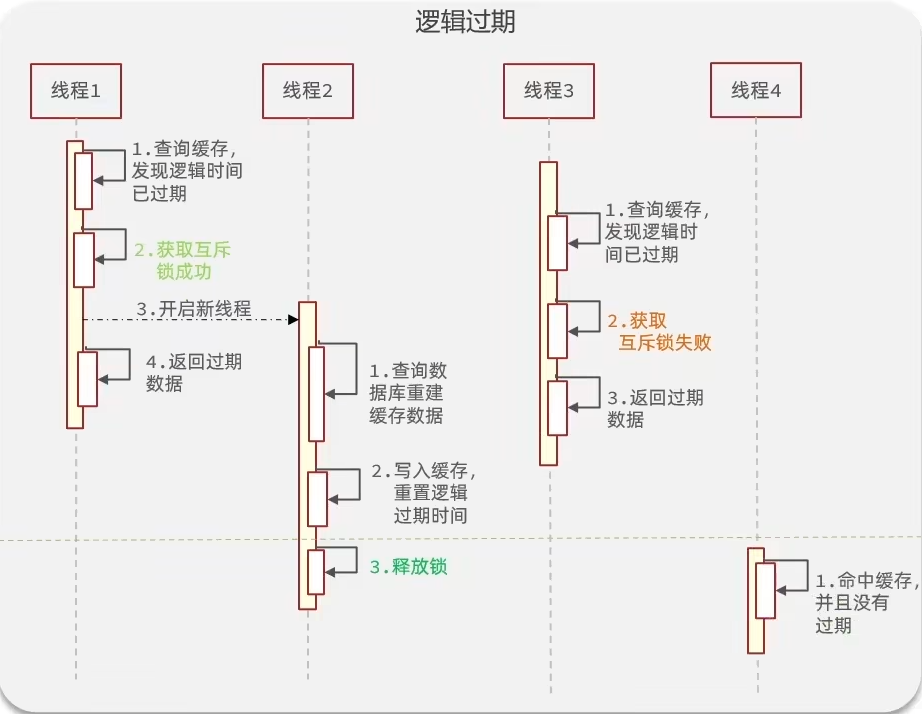 逻辑过期
线程1
线程2
线程3
线程4
1.查询缓存,
发现逻辑时间
已过期
2.获取互斥
锁成功
3.开启新线程
4.返回过期
数据
1.查询数
据库重建
缓存数据
2.写入缓存,
重置逻辑
过期时间
3.释放锁
1.查询缓存,
发现逻辑时
间已过期
2.获取
互斥锁失败
3.返回过期
数据
1.命中缓存,
并且没有
过期